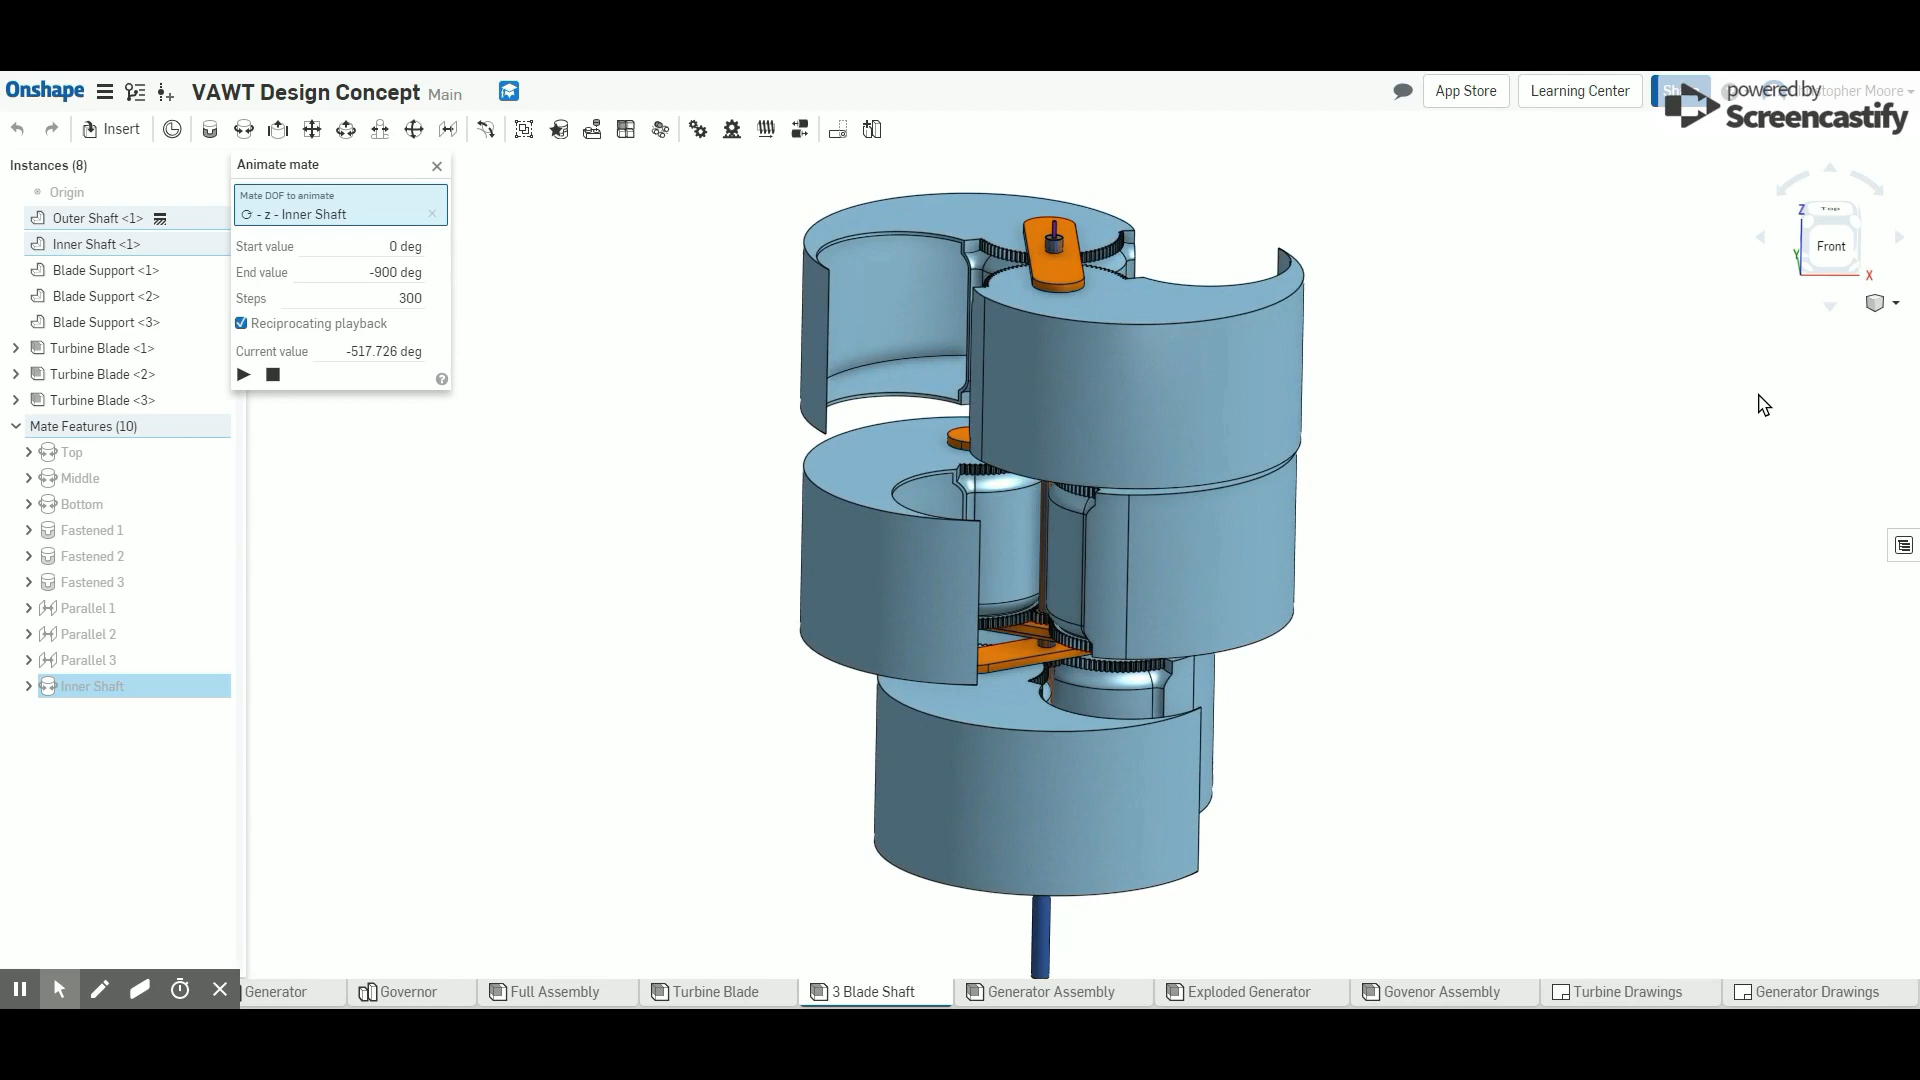 Onshape VAWT Design Concept Main App Store Learning Center Christopher Moore
powered by
Screencastify
Insert
Instances (8)
Origin
Outer Shaft <1>
Inner Shaft <1>
Blade Support <1>
Blade Support <2>
Blade Support <3>
Turbine Blade <1>
Turbine Blade <2>
Turbine Blade <3>
Mate Features (10)
Top
Middle
Bottom
Fastened 1
Fastened 2
Fastened 3
Parallel 1
Parallel 2
Parallel 3
Inner Shaft
Animate mate
Mate DOF to animate
- z - Inner Shaft
Start value 0 deg
End value -900 deg
Steps 300
Reciprocating playback
Current value -517.726 deg
Top
Z
Front
Y
X
Generator Governor Full Assembly Turbine Blade 3 Blade Shaft Generator Assembly Exploded Generator Govenor Assembly Turbine Drawings Generator Drawings